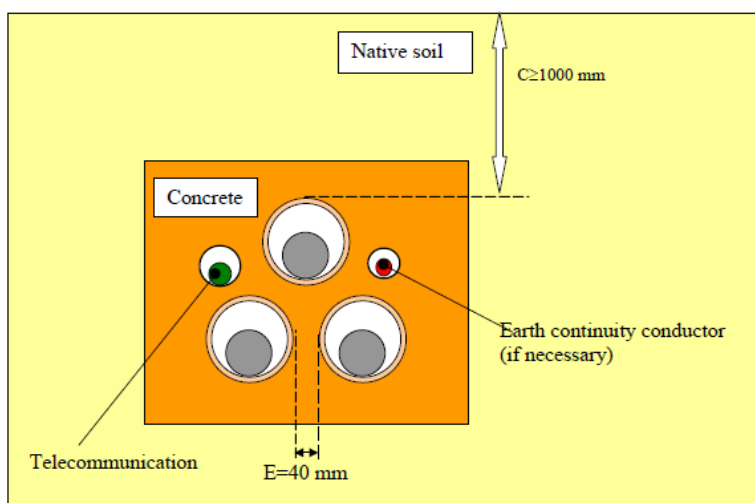 Native soil
C≥1000 mm
Concrete
Earth continuity conductor
(if necessary)
Telecommunication
E=40 mm